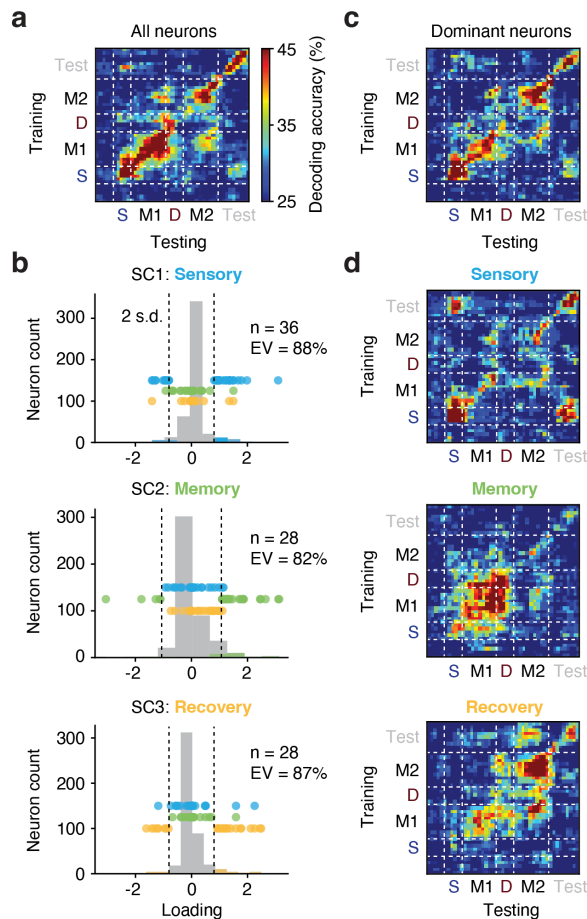 a
All neurons
Test
M2
D
M1
S
Training
S M1 D M2 Test
Testing
45
35
25
Decoding accuracy (%)
c
Dominant neurons
Test
M2
D
M1
S
Training
S M1 D M2 Test
Testing
b
SC1: Sensory
2 s.d.
n = 36
EV = 88%
300
200
100
0
Neuron count
-2 0 2
SC2: Memory
n = 28
EV = 82%
300
200
100
0
Neuron count
-2 0 2
SC3: Recovery
n = 28
EV = 87%
300
200
100
0
Neuron count
-2 0 2
Loading
d
Sensory
Test
M2
D
M1
S
Training
S M1 D M2 Test
Memory
Test
M2
D
M1
S
Training
S M1 D M2 Test
Recovery
Test
M2
D
M1
S
Training
S M1 D M2 Test
Testing